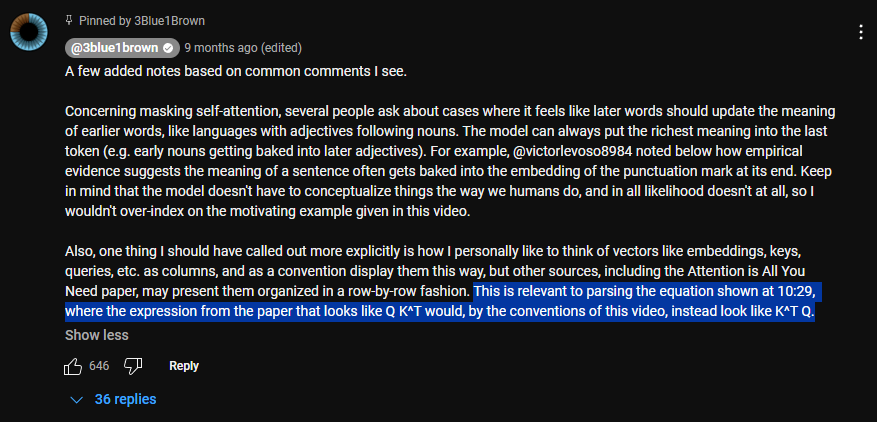 Pinned by 3Blue1Brown
@3blue1brown 9 months ago (edited)
A few added notes based on common comments I see.
Concerning masking self-attention, several people ask about cases where it feels like later words should update the meaning
of earlier words, like languages with adjectives following nouns. The model can always put the richest meaning into the last
token (e.g. early nouns getting baked into later adjectives). For example, @victorlevoso8984 noted below how empirical
evidence suggests the meaning of a sentence often gets baked into the embedding of the punctuation mark at its end. Keep
in mind that the model doesn't have to conceptualize things the way we humans do, and in all likelihood doesn't at all, so I
wouldn't over-index on the motivating example given in this video.
Also, one thing I should have called out more explicitly is how I personally like to think of vectors like embeddings, keys,
queries, etc. as columns, and as a convention display them this way, but other sources, including the Attention is All You
Need paper, may present them organized in a row-by-row fashion. This is relevant to parsing the equation shown at 10:29,
where the expression from the paper that looks like Q K^T would, by the conventions of this video, instead look like K^T Q.
Show less
646 Reply
36 replies